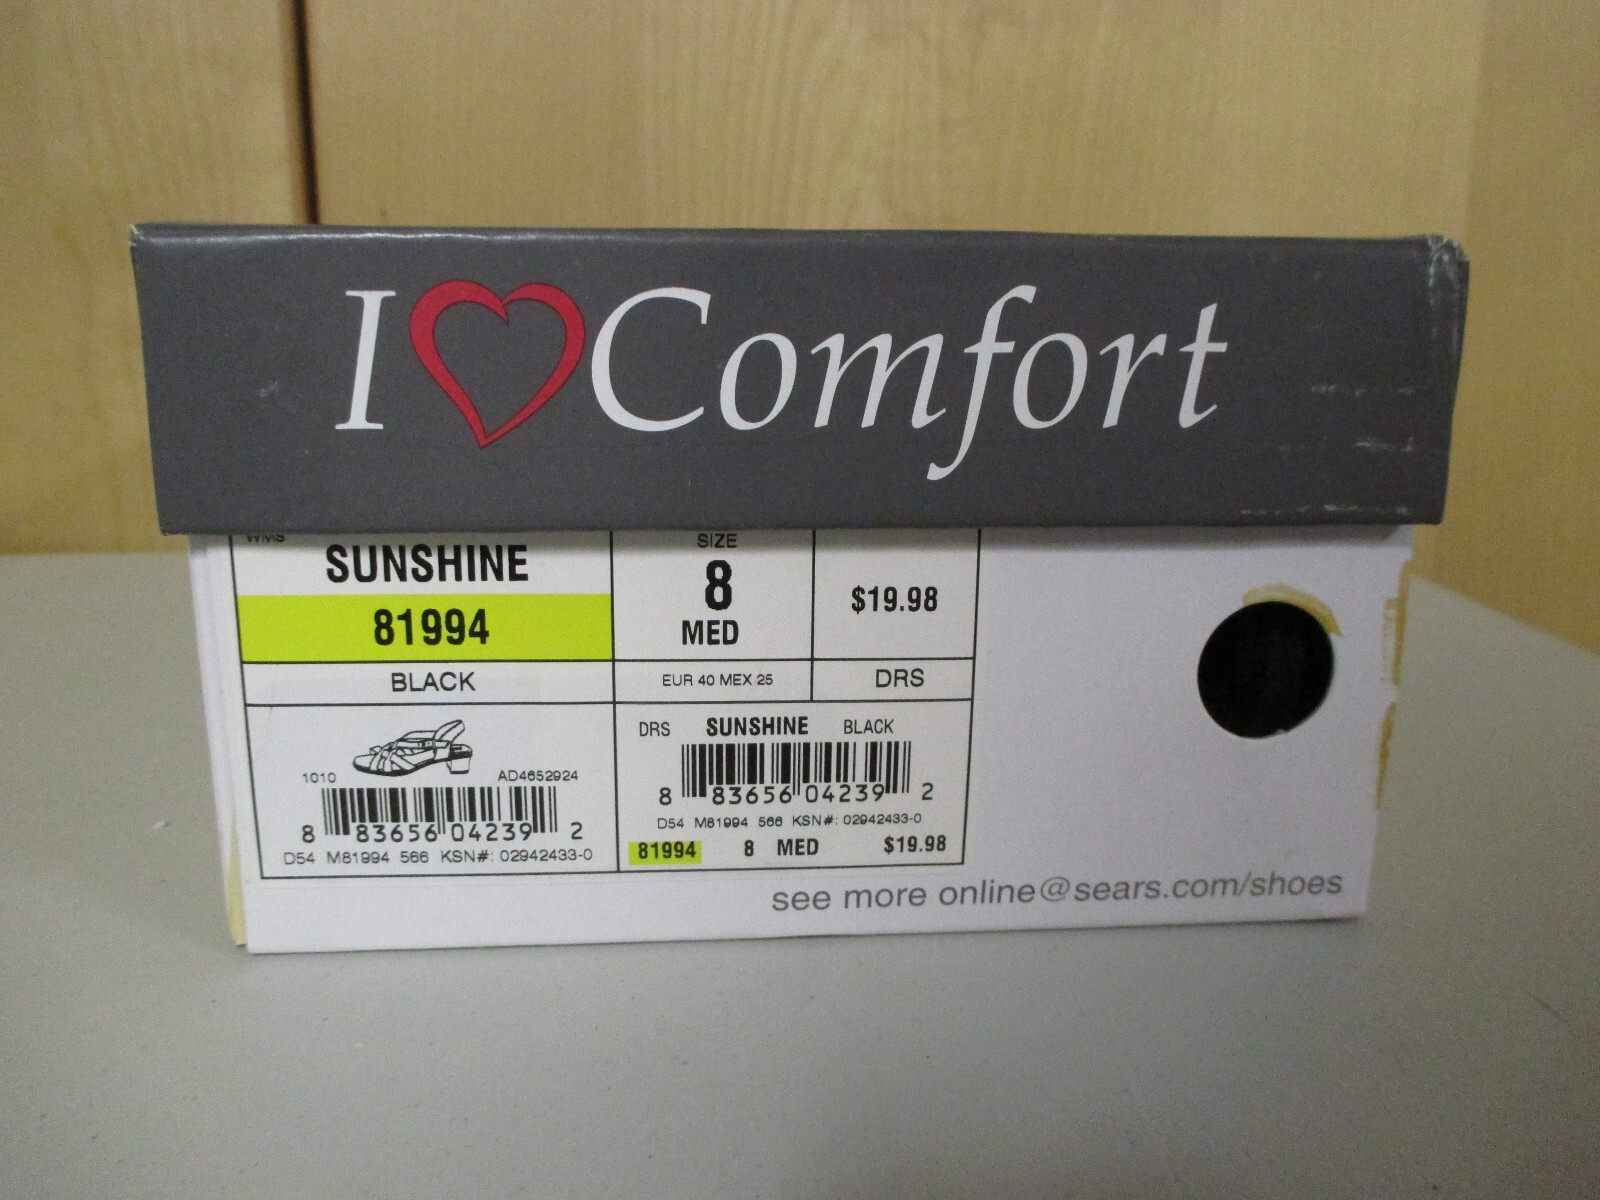 I Comfort
WMS
SUNSHINE
81994
BLACK
SIZE
8
MED
EUR 40 MEX 25
$19.98
DRS
1010 AD4652924
8 83656 04239 2
D54 M81994 566 KSN#: 02942433-0
DRS SUNSHINE BLACK
8 83656 04239 2
D54 M81994 566 KSN#: 02942433-0
81994 8 MED $19.98
see more online@sears.com/shoes